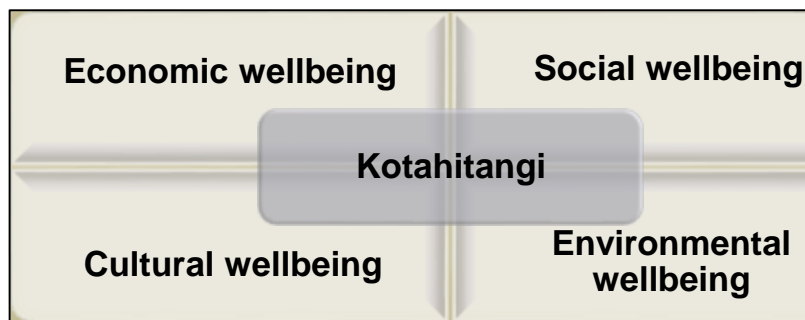 Economic wellbeing
Social wellbeing
Kotahitangi
Cultural wellbeing
Environmental
wellbeing